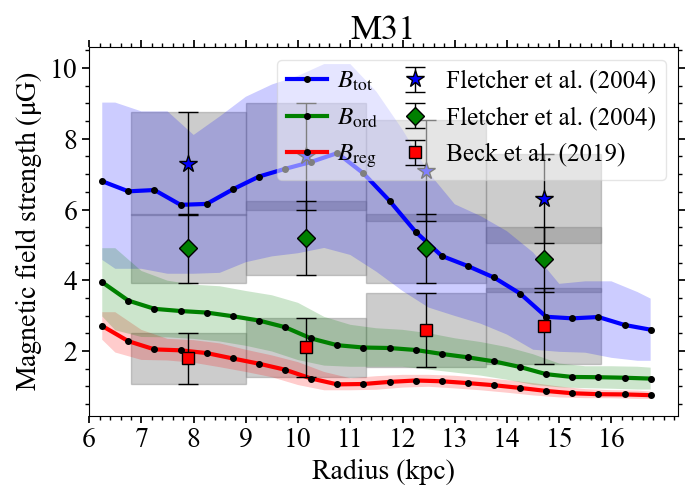 M31
Magnetic field strength (μG)
10
8
6
4
2
B_tot
B_ord
B_reg
Fletcher et al. (2004)
Fletcher et al. (2004)
Beck et al. (2019)
6 7 8 9 10 11 12 13 14 15 16
Radius (kpc)